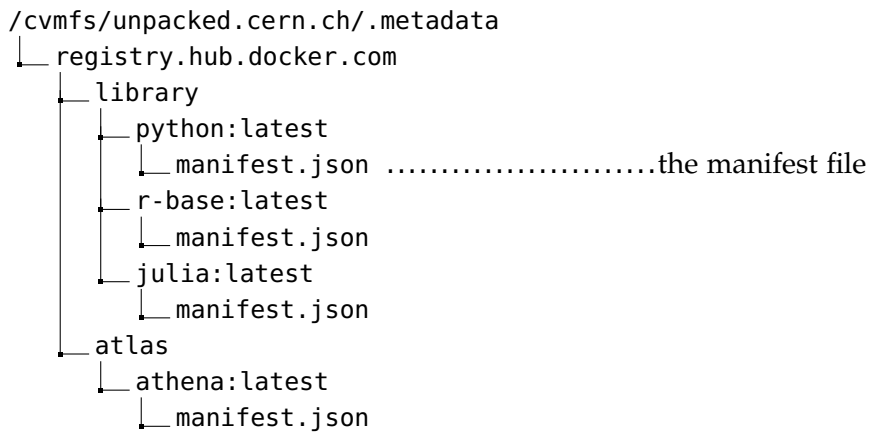 /cvmfs/unpacked.cern.ch/.metadata
registry.hub.docker.com
library
python:latest
manifest.json .........................the manifest file
r-base:latest
manifest.json
julia:latest
manifest.json
atlas
athena:latest
manifest.json